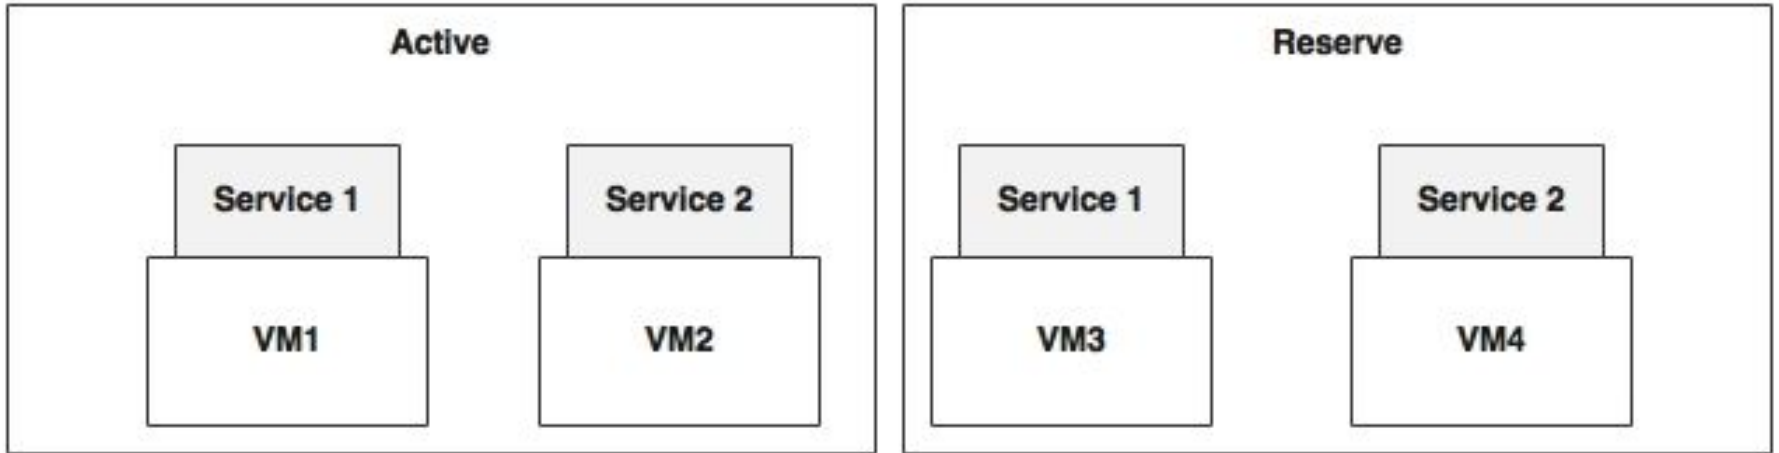 Active
Reserve
Service 1
Service 2
Service 1
Service 2
VM1
VM2
VM3
VM4